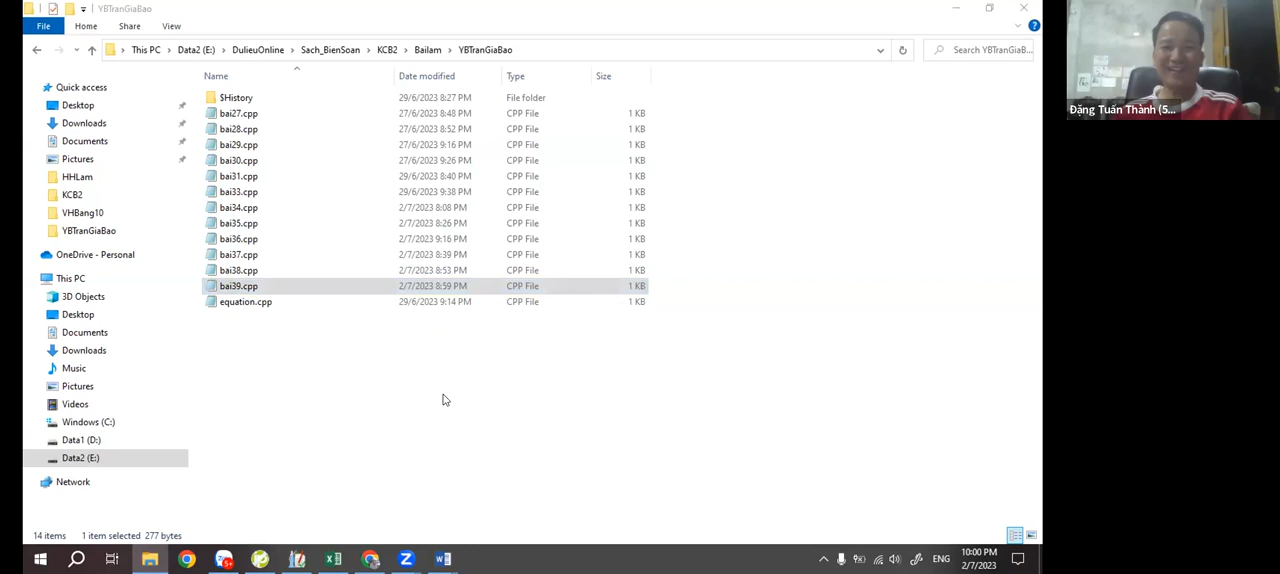 YBTranGiaBao
File Home Share View
This PC Data2 (E:) DulieuOnline Sach_BienSoan KCB2 Bailam YBTranGiaBao Search YBTranGiaB...
Name Date modified Type Size
Quick access
Desktop
Downloads
Documents
Pictures
HHLam
KCB2
VHBang10
YBTranGiaBao
OneDrive - Personal
This PC
3D Objects
Desktop
Documents
Downloads
Music
Pictures
Videos
Windows (C:)
Data1 (D:)
Data2 (E:)
Network
$History 29/6/2023 8:27 PM File folder
bai27.cpp 27/6/2023 8:48 PM CPP File 1 KB
bai28.cpp 27/6/2023 8:52 PM CPP File 1 KB
bai29.cpp 27/6/2023 9:16 PM CPP File 1 KB
bai30.cpp 27/6/2023 9:26 PM CPP File 1 KB
bai31.cpp 29/6/2023 8:40 PM CPP File 1 KB
bai33.cpp 29/6/2023 9:38 PM CPP File 1 KB
bai34.cpp 2/7/2023 8:08 PM CPP File 1 KB
bai35.cpp 2/7/2023 8:26 PM CPP File 1 KB
bai36.cpp 2/7/2023 9:16 PM CPP File 1 KB
bai37.cpp 2/7/2023 8:39 PM CPP File 1 KB
bai38.cpp 2/7/2023 8:53 PM CPP File 1 KB
bai39.cpp 2/7/2023 8:59 PM CPP File 1 KB
equation.cpp 29/6/2023 9:14 PM CPP File 1 KB
14 items 1 item selected 277 bytes
5+
ENG
10:00 PM
2/7/2023
Đặng Tuấn Thành (5...